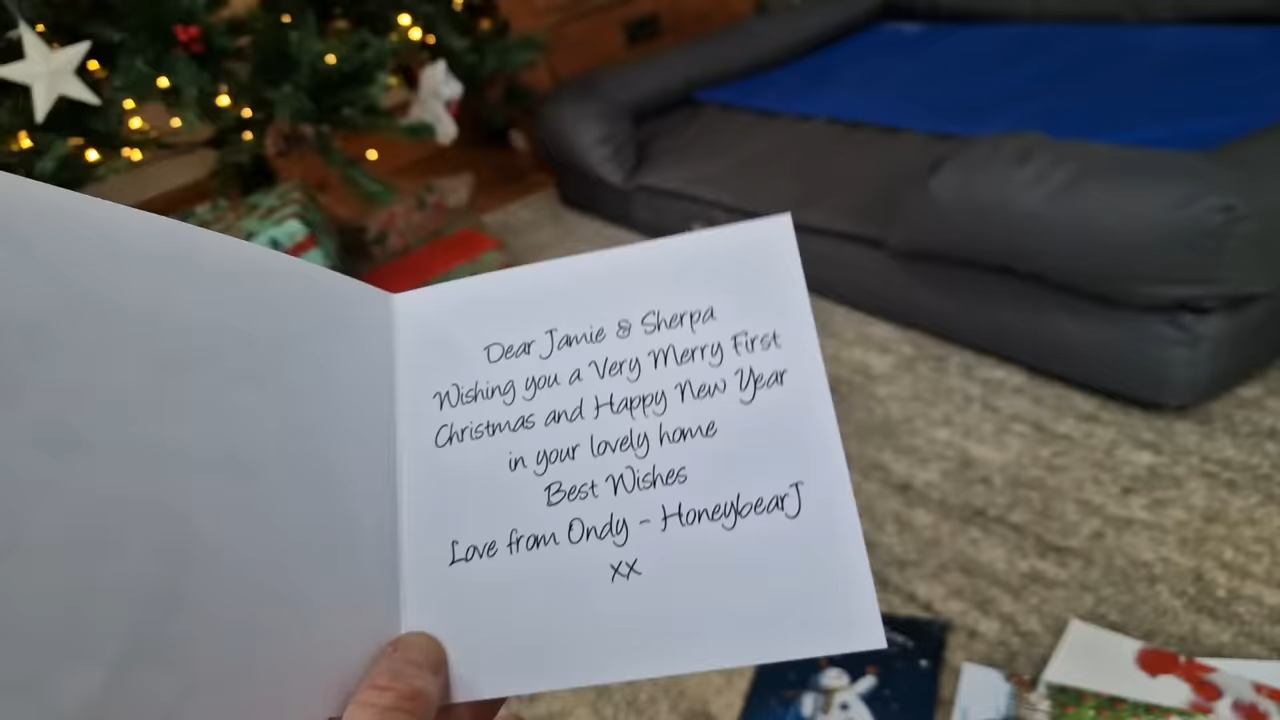 Dear Jamie & Sherpa
Wishing you a Very Merry First
Christmas and Happy New Year
in your lovely home
Best Wishes
Love from Ondy - HoneybearJ
xx